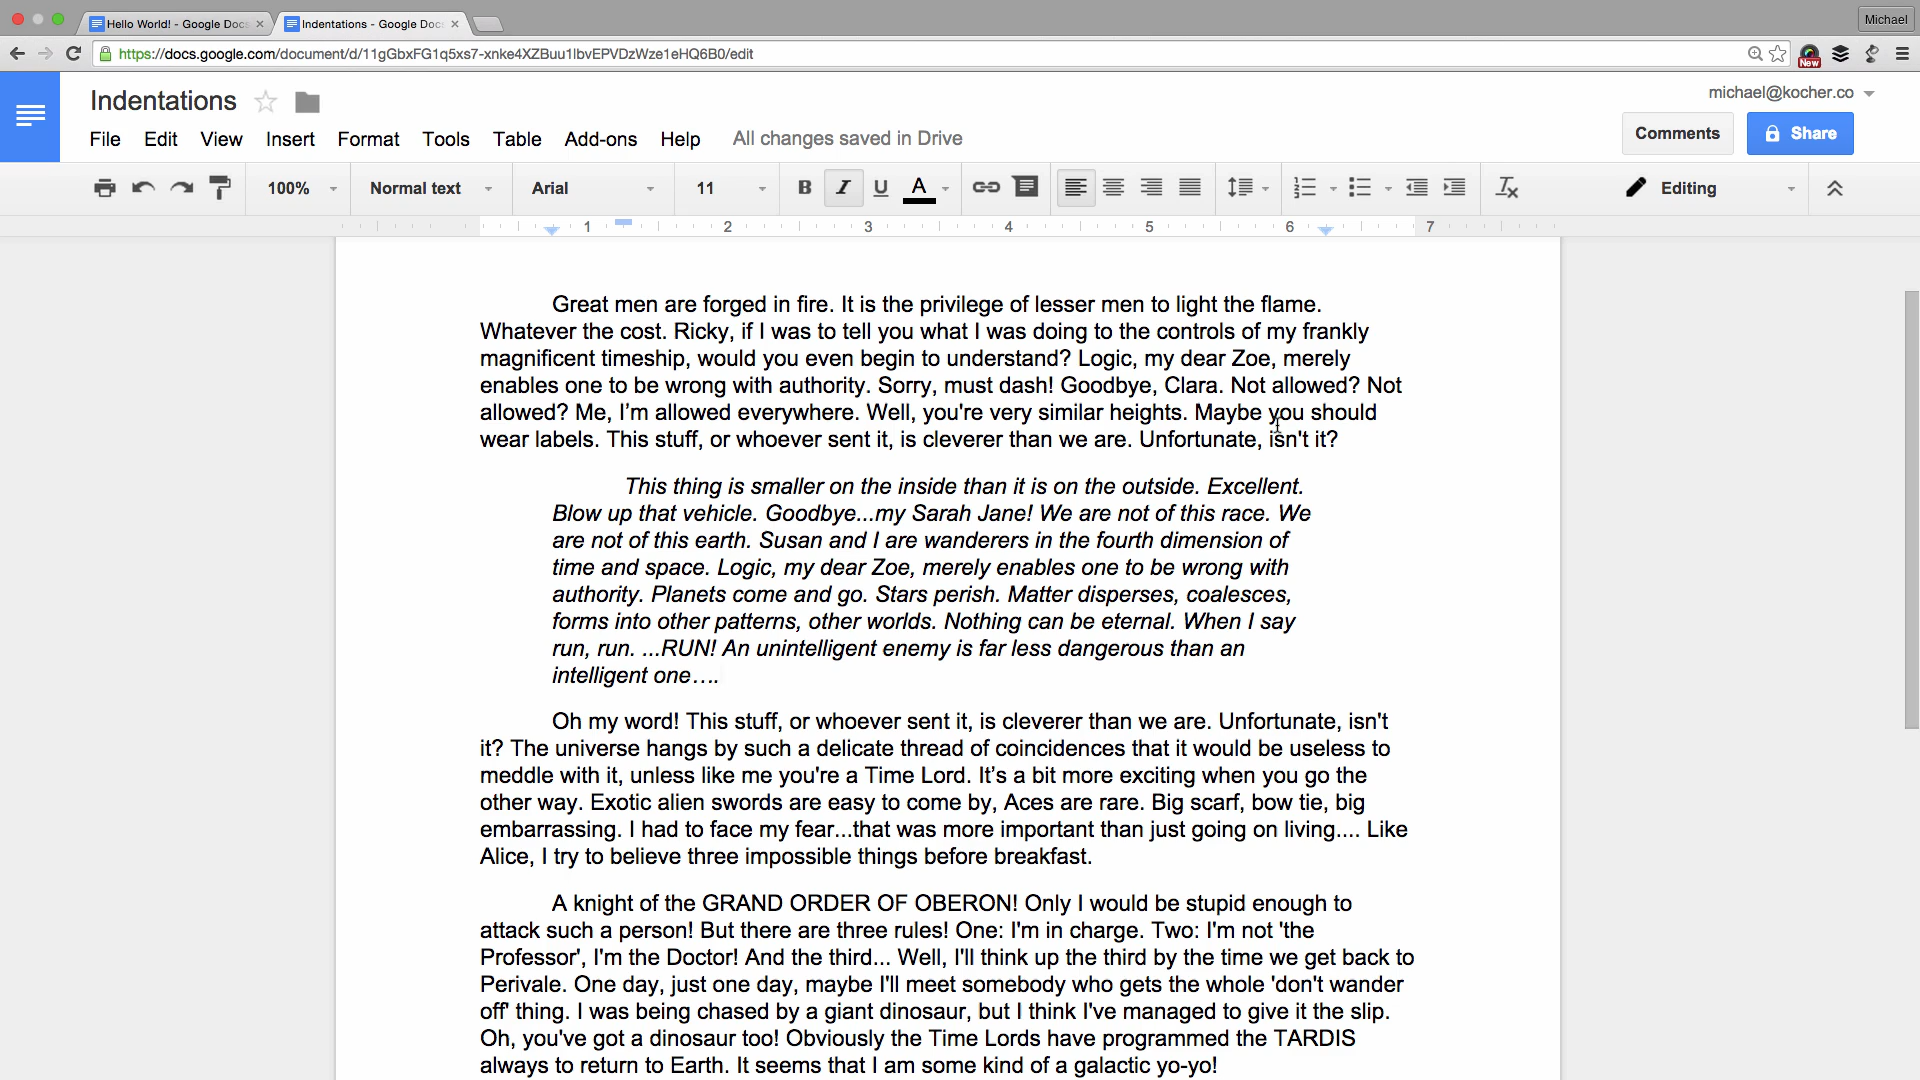 Hello World! - Google Doc
Indentations - Google Doc
Michael
https://docs.google.com/document/d/11gGbxFG1q5xs7-xnke4XZBuu1lbvEPVDzWze1eHQ6B0/edit
New
Indentations
michael@kocher.co
File Edit View Insert Format Tools Table Add-ons Help All changes saved in Drive
Comments Share
100% Normal text Arial 11 B I U A Editing
1 2 3 4 5 6 7
Great men are forged in fire. It is the privilege of lesser men to light the flame.
Whatever the cost. Ricky, if I was to tell you what I was doing to the controls of my frankly
magnificent timeship, would you even begin to understand? Logic, my dear Zoe, merely
enables one to be wrong with authority. Sorry, must dash! Goodbye, Clara. Not allowed? Not
allowed? Me, I’m allowed everywhere. Well, you're very similar heights. Maybe you should
wear labels. This stuff, or whoever sent it, is cleverer than we are. Unfortunate, isn't it?
This thing is smaller on the inside than it is on the outside. Excellent.
Blow up that vehicle. Goodbye...my Sarah Jane! We are not of this race. We
are not of this earth. Susan and I are wanderers in the fourth dimension of
time and space. Logic, my dear Zoe, merely enables one to be wrong with
authority. Planets come and go. Stars perish. Matter disperses, coalesces,
forms into other patterns, other worlds. Nothing can be eternal. When I say
run, run. ...RUN! An unintelligent enemy is far less dangerous than an
intelligent one….
Oh my word! This stuff, or whoever sent it, is cleverer than we are. Unfortunate, isn't
it? The universe hangs by such a delicate thread of coincidences that it would be useless to
meddle with it, unless like me you're a Time Lord. It’s a bit more exciting when you go the
other way. Exotic alien swords are easy to come by, Aces are rare. Big scarf, bow tie, big
embarrassing. I had to face my fear...that was more important than just going on living.... Like
Alice, I try to believe three impossible things before breakfast.
A knight of the GRAND ORDER OF OBERON! Only I would be stupid enough to
attack such a person! But there are three rules! One: I'm in charge. Two: I'm not 'the
Professor', I'm the Doctor! And the third... Well, I'll think up the third by the time we get back to
Perivale. One day, just one day, maybe I'll meet somebody who gets the whole 'don't wander
off' thing. I was being chased by a giant dinosaur, but I think I've managed to give it the slip.
Oh, you've got a dinosaur too! Obviously the Time Lords have programmed the TARDIS
always to return to Earth. It seems that I am some kind of a galactic yo-yo!